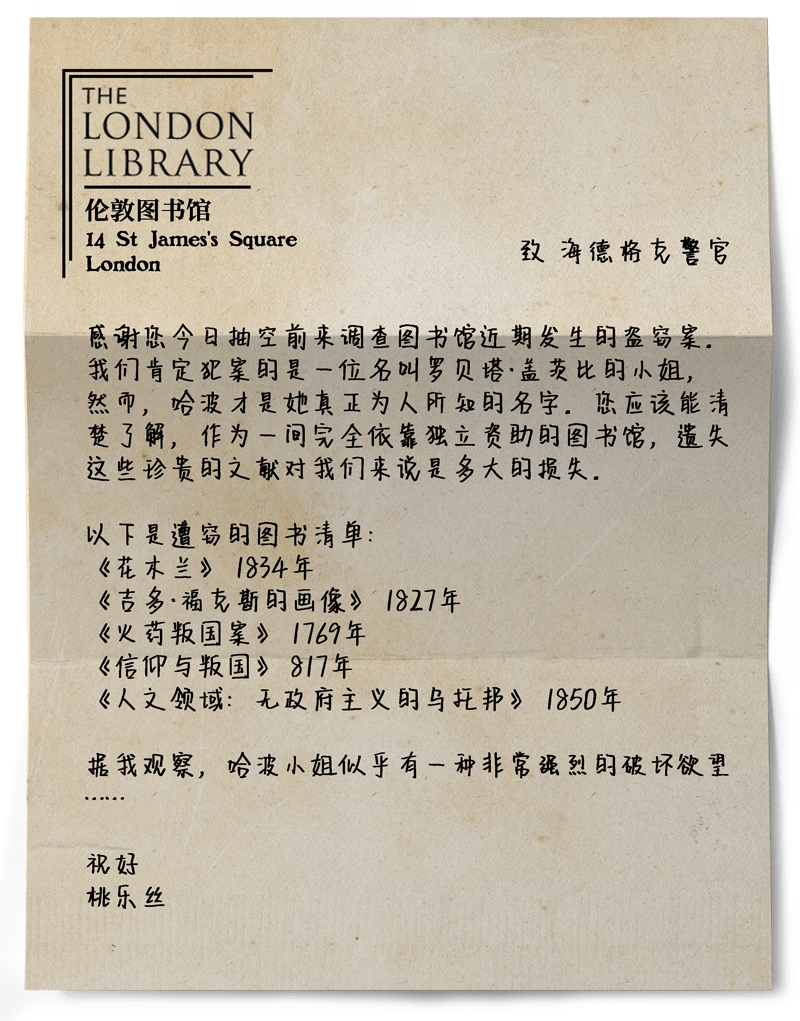 THE
LONDON
LIBRARY
伦敦图书馆
14 St James's Square
London
致 海德格克警官
感谢您今日抽空前来调查图书馆近期发生的盗窃案.
我们肯定犯案的是一位名叫罗贝塔·盖茨比的小姐,
然而, 哈波才是她真正为人所知的名字. 您应该能清
楚了解, 作为一间完全依靠独立资助的图书馆, 遗失
这些珍贵的文献对我们来说是多大的损失.
以下是遭窃的图书清单:
《花木兰》 1834年
《吉多·福克斯的画像》 1827年
《火药叛国案》 1769年
《信仰与叛国》 817年
《人文领域: 无政府主义的乌托邦》 1850年
据我观察, 哈波小姐似乎有一种非常强烈的破坏欲望
……
祝好
桃乐丝